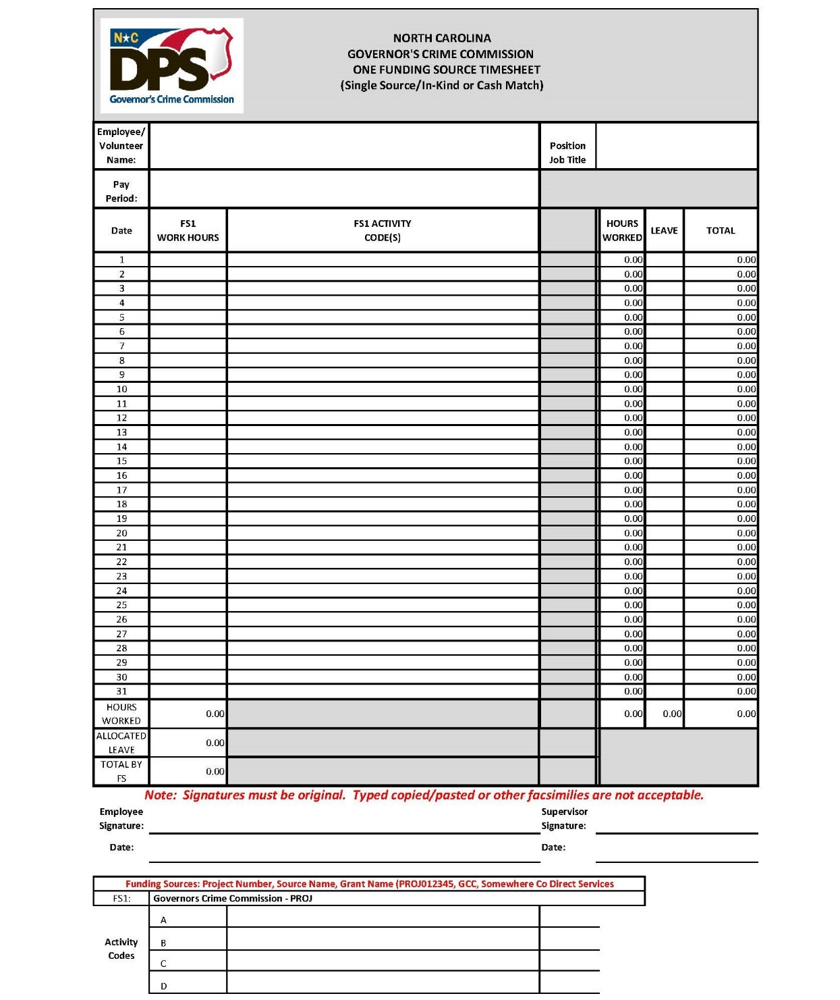 N★C
DPS
Governor's Crime Commission
NORTH CAROLINA
GOVERNOR'S CRIME COMMISSION
ONE FUNDING SOURCE TIMESHEET
(Single Source/In-Kind or Cash Match)
Employee/
Volunteer
Name:
Position
Job Title
Pay
Period:
Date
FS1
WORK HOURS
FS1 ACTIVITY
CODE(S)
HOURS
WORKED
LEAVE
TOTAL
1 0.00 0.00
2 0.00 0.00
3 0.00 0.00
4 0.00 0.00
5 0.00 0.00
6 0.00 0.00
7 0.00 0.00
8 0.00 0.00
9 0.00 0.00
10 0.00 0.00
11 0.00 0.00
12 0.00 0.00
13 0.00 0.00
14 0.00 0.00
15 0.00 0.00
16 0.00 0.00
17 0.00 0.00
18 0.00 0.00
19 0.00 0.00
20 0.00 0.00
21 0.00 0.00
22 0.00 0.00
23 0.00 0.00
24 0.00 0.00
25 0.00 0.00
26 0.00 0.00
27 0.00 0.00
28 0.00 0.00
29 0.00 0.00
30 0.00 0.00
31 0.00 0.00
HOURS
WORKED
0.00 0.00 0.00 0.00
ALLOCATED
LEAVE
0.00
TOTAL BY
FS
0.00
Note: Signatures must be original. Typed copied/pasted or other facsimilies are not acceptable.
Employee
Signature:
Supervisor
Signature:
Date:
Date:
Funding Sources: Project Number, Source Name, Grant Name (PROJ012345, GCC, Somewhere Co Direct Services
FS1: Governors Crime Commission - PROJ
Activity
Codes
A
B
C
D